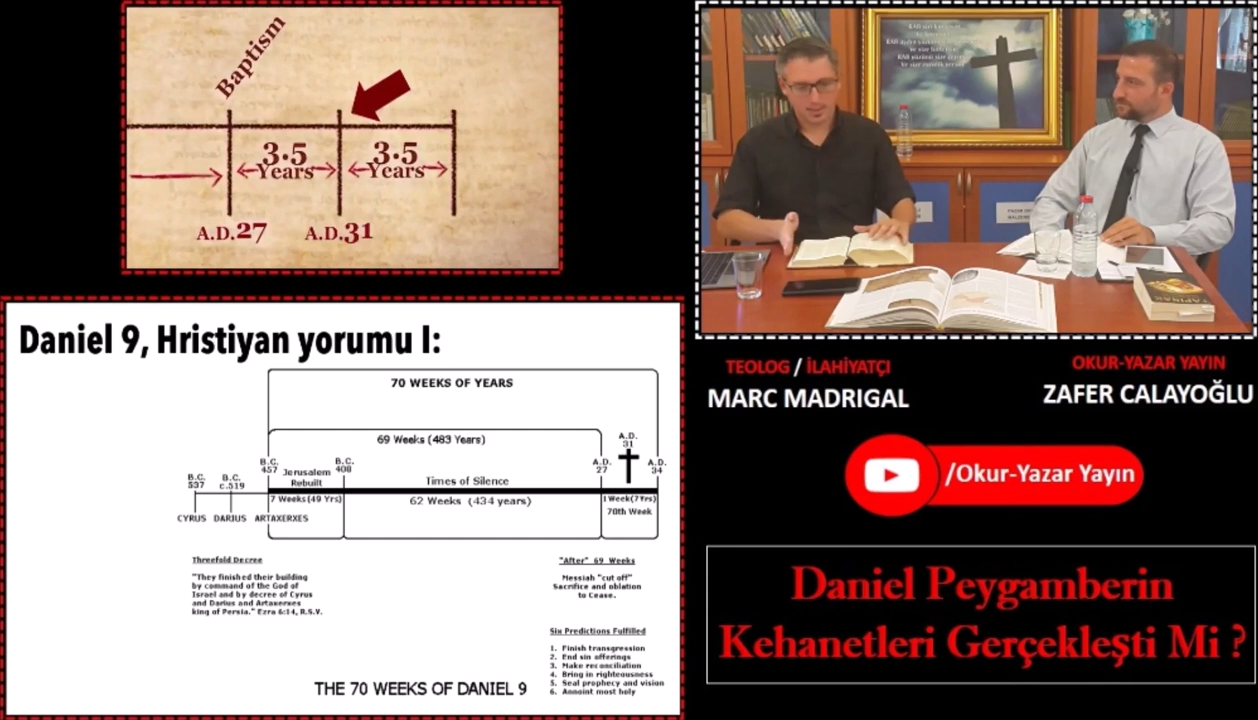 Baptism
3.5
Years
3.5
Years
A.D.27
A.D.31
Daniel 9, Hristiyan yorumu I:
70 WEEKS OF YEARS
69 Weeks (483 Years)
A.D.
31
B.C.
537
B.C.
c.519
B.C.
457
Jerusalem
Rebuilt
B.C.
408
Times of Silence
A.D.
27
A.D.
34
7 Weeks (49 Yrs)
62 Weeks (434 years)
1 Week(7Yrs)
70th Week
CYRUS
DARIUS
ARTAXERXES
Threefold Decree
"They finished their building
by command of the God of
Israel and by decree of Cyrus
and Darius and Artaxerxes
king of Persia." Ezra 6:14, R.S.V.
"After" 69 Weeks
Messiah "cut off"
Sacrifice and oblation
to Cease.
Six Predictions Fulfilled
1. Finish transgression
2. End sin offerings
3. Make reconciliation
4. Bring in righteousness
5. Seal prophecy and vision
6. Annoint most holy
THE 70 WEEKS OF DANIEL 9
TEOLOG / İLAHİYATÇI
MARC MADRIGAL
OKUR-YAZAR YAYIN
ZAFER CALAYOĞLU
/Okur-Yazar Yayın
Daniel Peygamberin
Kehanetleri Gerçekleşti Mi ?